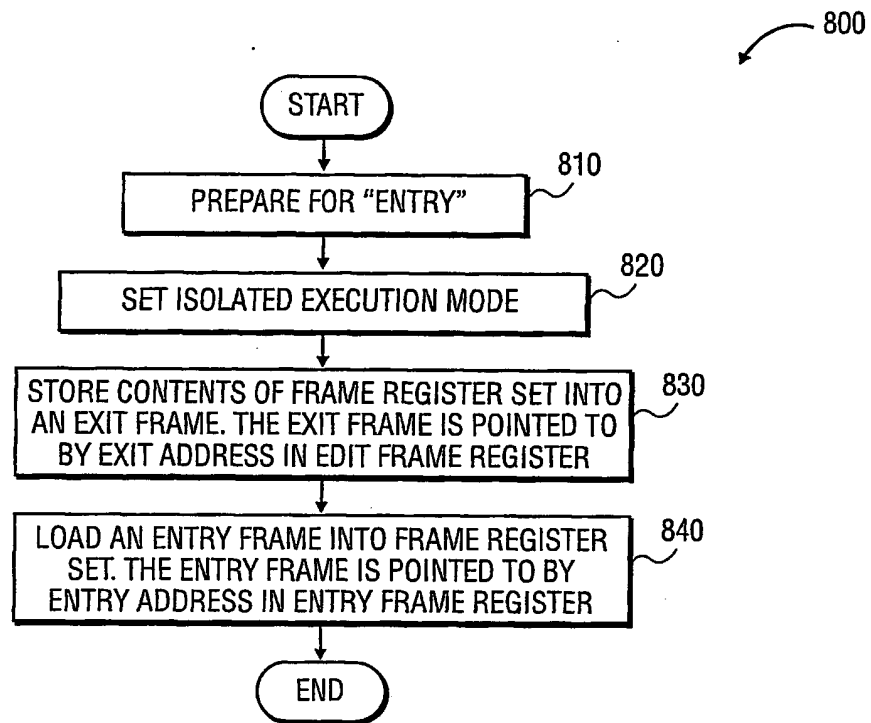 800
START
810
PREPARE FOR “ENTRY”
820
SET ISOLATED EXECUTION MODE
830
STORE CONTENTS OF FRAME REGISTER SET INTO
AN EXIT FRAME. THE EXIT FRAME IS POINTED TO
BY EXIT ADDRESS IN EDIT FRAME REGISTER
840
LOAD AN ENTRY FRAME INTO FRAME REGISTER
SET. THE ENTRY FRAME IS POINTED TO BY
ENTRY ADDRESS IN ENTRY FRAME REGISTER
END